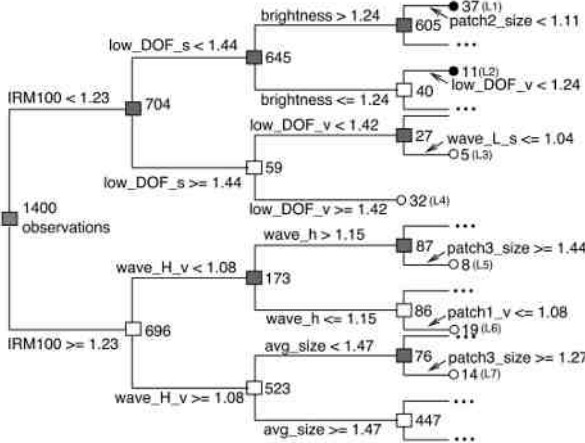 37 (L1)
brightness > 1.24
patch2_size < 1.11
605
low_DOF_s < 1.44
645
11 (L2)
low_DOF_v < 1.24
brightness <= 1.24
40
IRM100 < 1.23
704
low_DOF_v < 1.42
27
wave_L_s <= 1.04
5 (L3)
59
low_DOF_s >= 1.44
32 (L4)
low_DOF_v >= 1.42
1400
observations
wave_h > 1.15
87
patch3_size >= 1.44
8 (L5)
wave_H_v < 1.08
173
86
patch1_v <= 1.08
wave_h <= 1.15
19 (L6)
IRM100 >= 1.23
696
avg_size < 1.47
76
patch3_size >= 1.27
14 (L7)
523
wave_H_v >= 1.08
447
avg_size >= 1.47